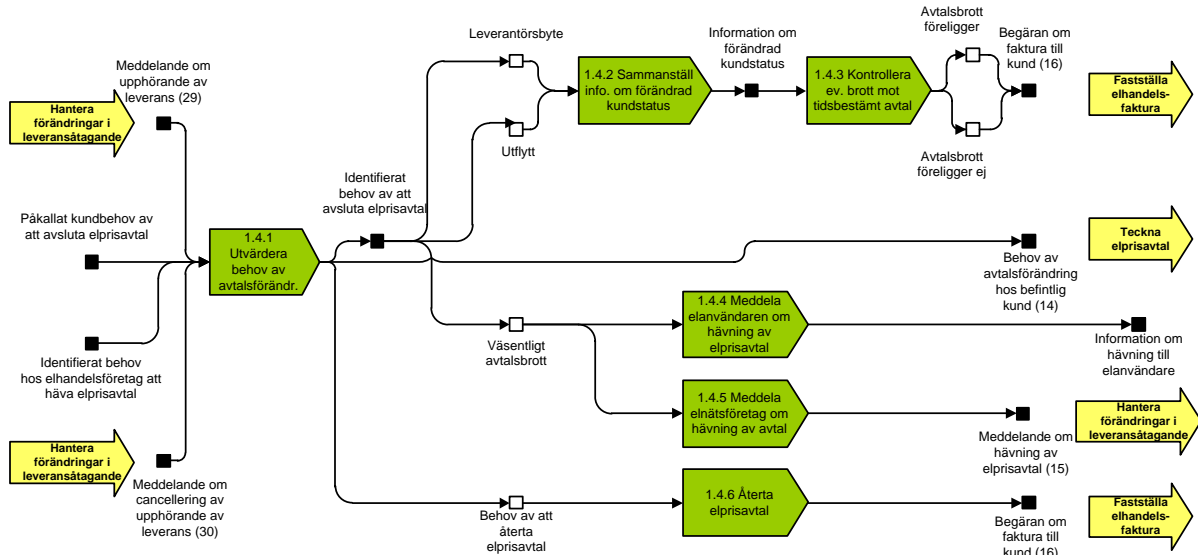 Meddelande om
upphörande av
leverans (29)
Hantera
förändringar i
leveransåtagande
Påkallat kundbehov av
att avsluta elprisavtal
Identifierat behov
hos elhandelsföretag att
häva elprisavtal
Hantera
förändringar i
leveransåtagande
Meddelande om
cancellering av
upphörande av
leverans (30)
1.4.1
Utvärdera
behov av
avtalsförändr.
Identifierat
behov av att
avsluta elprisavtal
Leverantörsbyte
Utflytt
1.4.2 Sammanställ
info. om förändrad
kundstatus
Information om
förändrad
kundstatus
1.4.3 Kontrollera
ev. brott mot
tidsbestämt avtal
Avtalsbrott
föreligger
Avtalsbrott
föreligger ej
Begäran om
faktura till
kund (16)
Fastställa
elhandels-
faktura
Behov av
avtalsförändring
hos befintlig
kund (14)
Teckna
elprisavtal
Väsentligt
avtalsbrott
1.4.4 Meddela
elanvändaren om
hävning av
elprisavtal
Information om
hävning till
elanvändare
1.4.5 Meddela
elnätsföretag om
hävning av avtal
Meddelande om
hävning av
elprisavtal (15)
Hantera
förändringar i
leveransåtagande
Behov av att
återta
elprisavtal
1.4.6 Återta
elprisavtal
Begäran om
faktura till
kund (16)
Fastställa
elhandels-
faktura